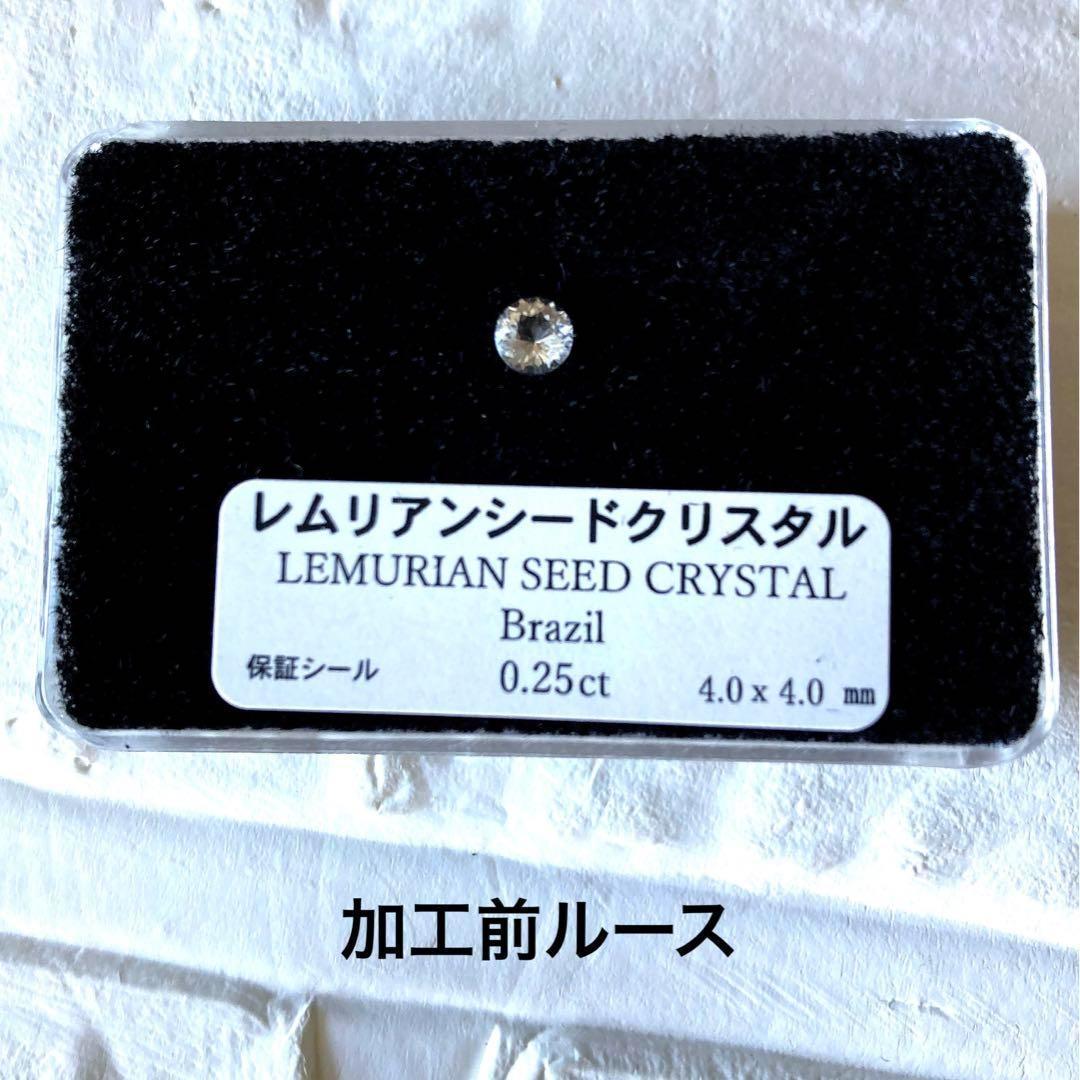 レムリアンシードクリスタル
LEMURIAN SEED CRYSTAL
Brazil
保証シール 0.25ct 4.0 x 4.0 mm
加工前ルース